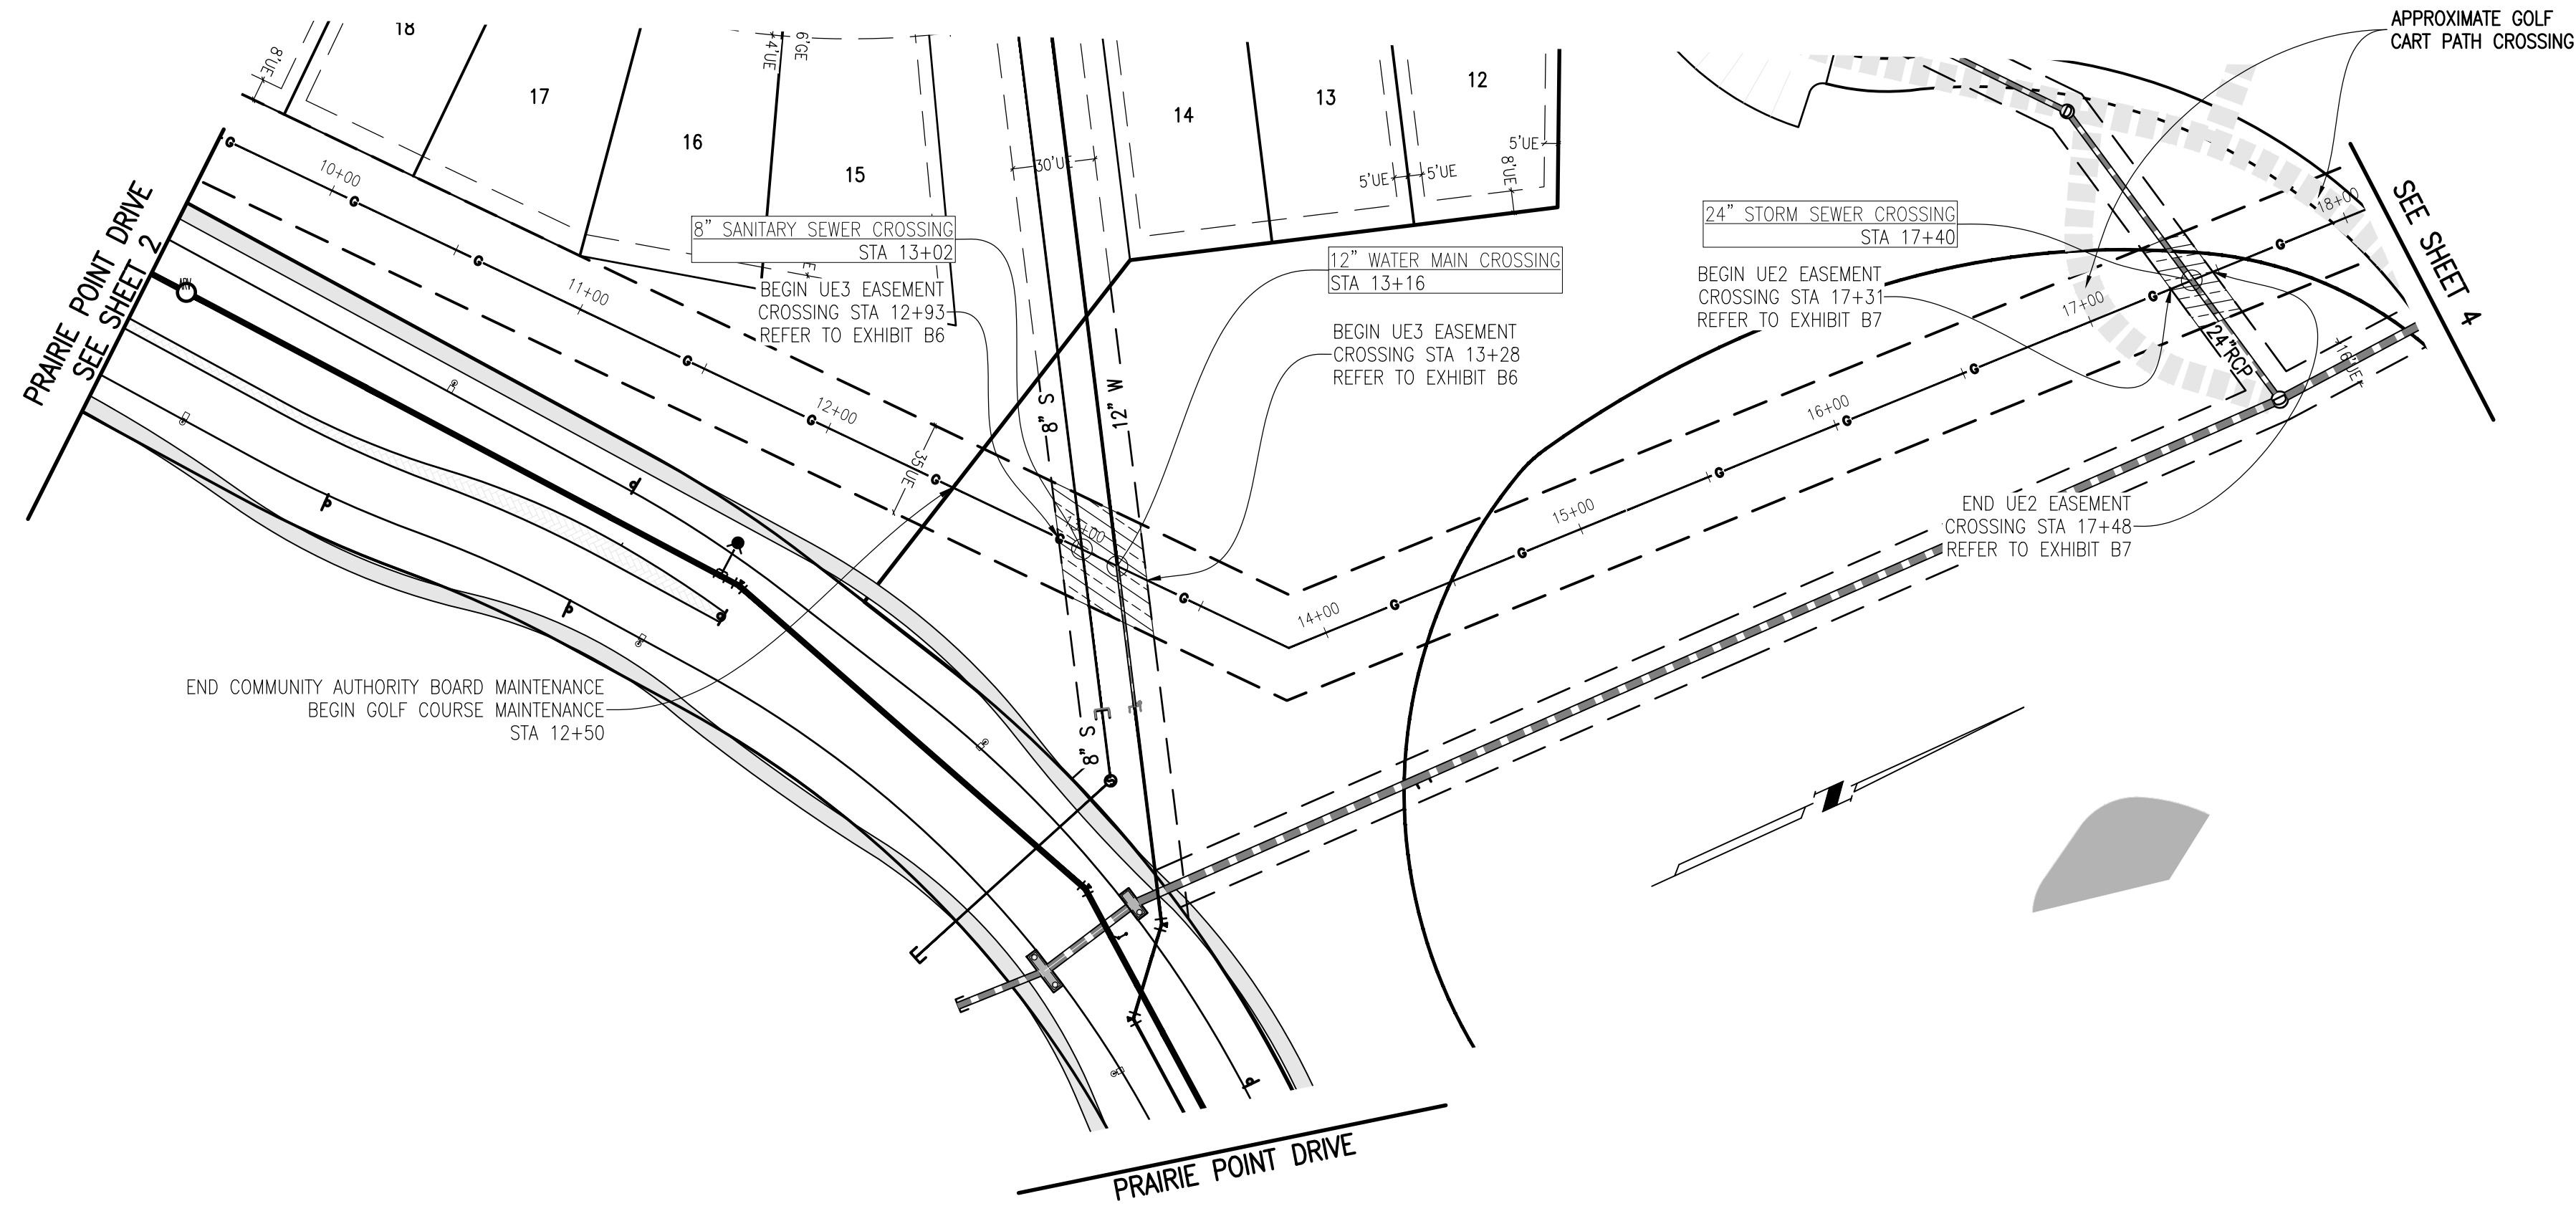 APPROXIMATE GOLF
CART PATH CROSSING
18
17
16
15
14
13
12
8'UE
4'UE
6'GE
30'UE
5'UE
5'UE
5'UE
8'UE
PRAIRIE POINT DRIVE
SEE SHEET 2
SEE SHEET 4
G
10+00
G
G
11+00
G
12+00
G
G
G
13+00
G
14+00
G
G
15+00
G
16+00
G
G
17+00
G
G
18+00
MH
8" SANITARY SEWER CROSSING
STA 13+02
BEGIN UE3 EASEMENT
CROSSING STA 12+93
REFER TO EXHIBIT B6
12" WATER MAIN CROSSING
STA 13+16
BEGIN UE3 EASEMENT
CROSSING STA 13+28
REFER TO EXHIBIT B6
24" STORM SEWER CROSSING
STA 17+40
BEGIN UE2 EASEMENT
CROSSING STA 17+31
REFER TO EXHIBIT B7
24"RCP
16'UE
8" S
12" W
35'UE
END UE2 EASEMENT
CROSSING STA 17+48
REFER TO EXHIBIT B7
END COMMUNITY AUTHORITY BOARD MAINTENANCE
BEGIN GOLF COURSE MAINTENANCE
STA 12+50
8" S
S
PRAIRIE POINT DRIVE